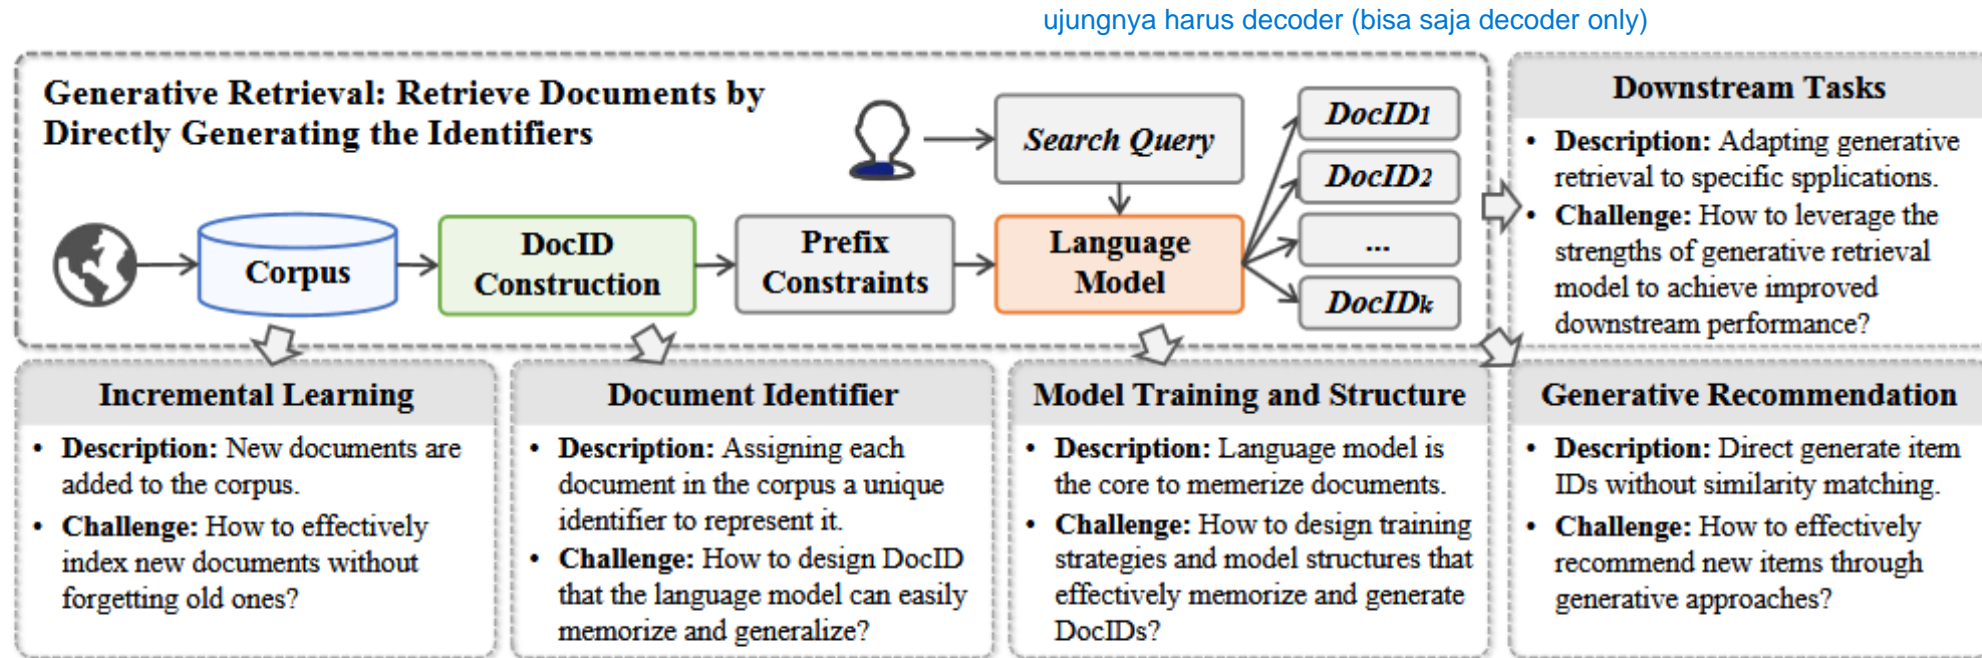 ujungnya harus decoder (bisa saja decoder only)
Generative Retrieval: Retrieve Documents by
Directly Generating the Identifiers
Search Query
DocID1
DocID2
...
DocIDk
Corpus
DocID
Construction
Prefix
Constraints
Language
Model
Downstream Tasks
• Description: Adapting generative
retrieval to specific spplications.
• Challenge: How to leverage the
strengths of generative retrieval
model to achieve improved
downstream performance?
Incremental Learning
• Description: New documents are
added to the corpus.
• Challenge: How to effectively
index new documents without
forgetting old ones?
Document Identifier
• Description: Assigning each
document in the corpus a unique
identifier to represent it.
• Challenge: How to design DocID
that the language model can easily
memorize and generalize?
Model Training and Structure
• Description: Language model is
the core to memerize documents.
• Challenge: How to design training
strategies and model structures that
effectively memorize and generate
DocIDs?
Generative Recommendation
• Description: Direct generate item
IDs without similarity matching.
• Challenge: How to effectively
recommend new items through
generative approaches?